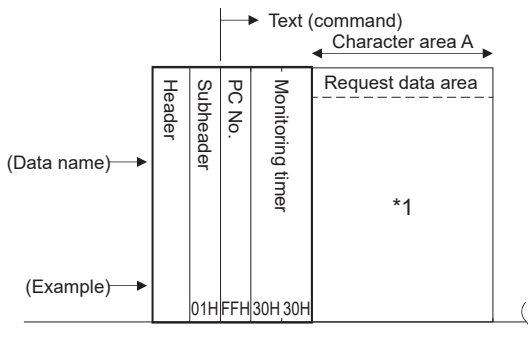 Text (command)
Character area A
Header
Subheader
PC No.
Monitoring timer
Request data area
(Data name)
*1
(Example)
01H FFH 30H 30H